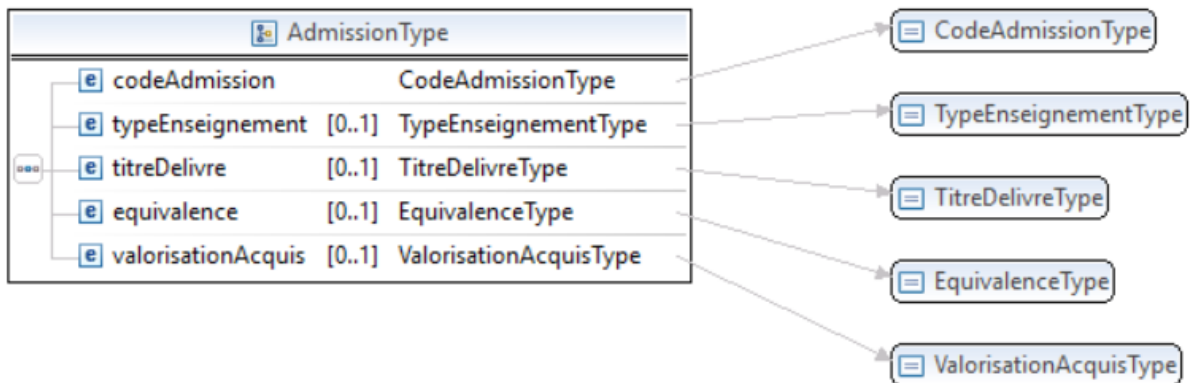 AdmissionType
e codeAdmission CodeAdmissionType
e typeEnseignement [0..1] TypeEnseignementType
e titreDelivre [0..1] TitreDelivreType
e equivalence [0..1] EquivalenceType
e valorisationAcquis [0..1] ValorisationAcquisType
CodeAdmissionType
TypeEnseignementType
TitreDelivreType
EquivalenceType
ValorisationAcquisType